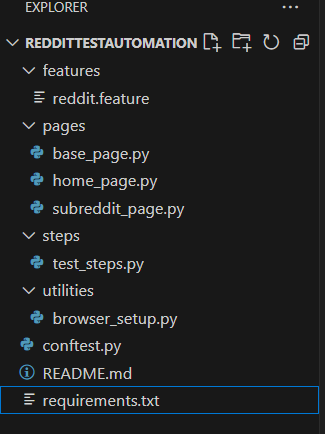 EXPLORER
REDDITTESTAUTOMATION
features
reddit.feature
pages
base_page.py
home_page.py
subreddit_page.py
steps
test_steps.py
utilities
browser_setup.py
conftest.py
README.md
requirements.txt